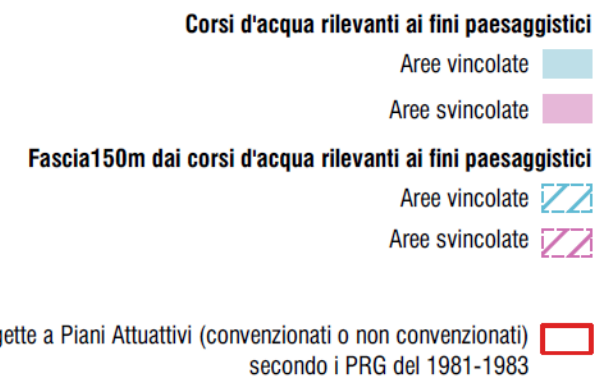 Corsi d'acqua rilevanti ai fini paesaggistici
Aree vincolate
Aree svincolate
Fascia150m dai corsi d'acqua rilevanti ai fini paesaggistici
Aree vincolate
Aree svincolate
a Piani Attuattivi (convenzionati o non convenzionati)
secondo i PRG del 1981-1983